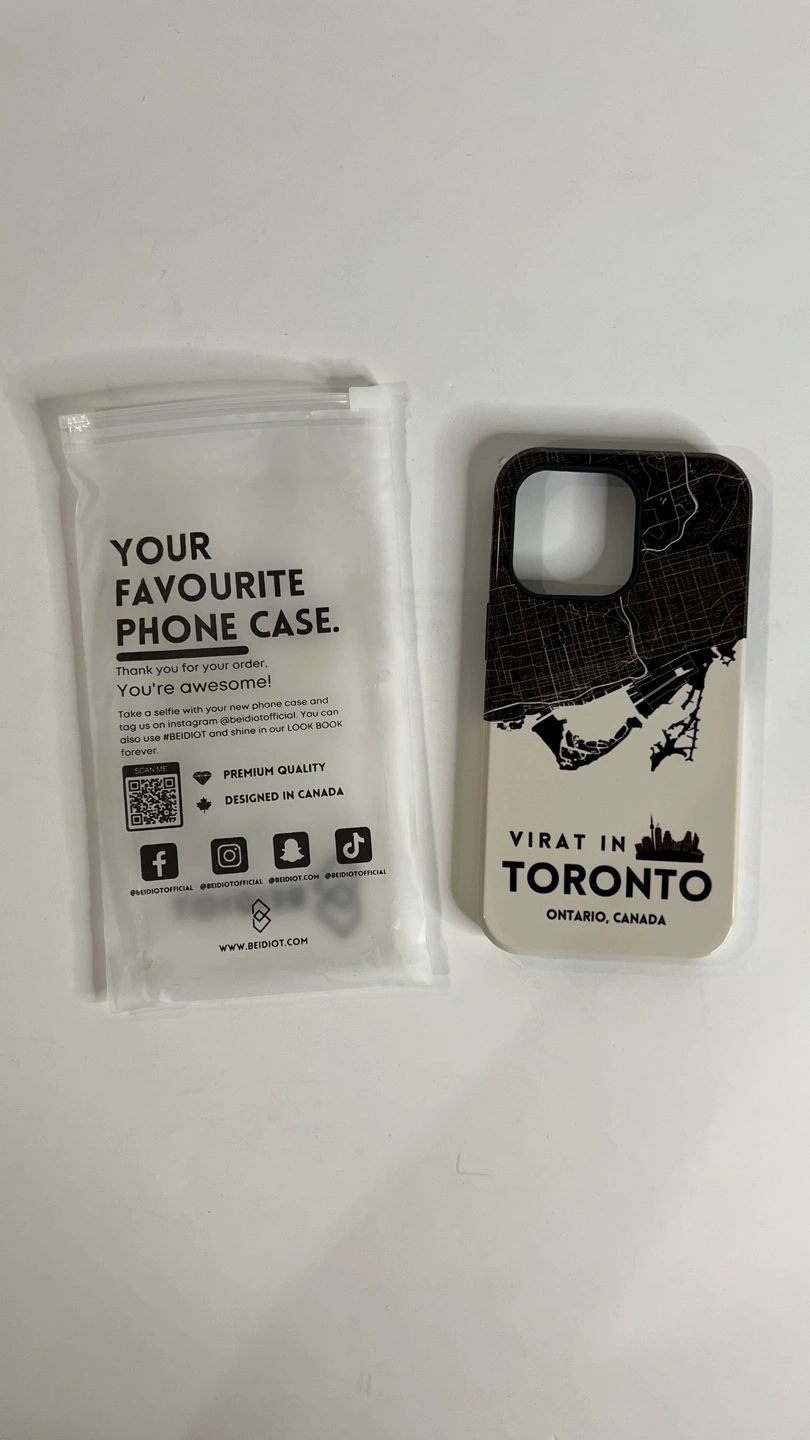 YOUR
FAVOURITE
PHONE CASE.
Thank you for your order,
You're awesome!
Take a selfie with your new phone case and
tag us on instagram @beidiotofficial. You can
also use #BEIDIOT and shine in our LOOK BOOK
forever.
SCAN ME
PREMIUM QUALITY
DESIGNED IN CANADA
@BEIDIOTOFFICIAL @BEIDIOTOFFICIAL @BEIDIOT.COM @BEIDIOTOFFICIAL
BEIDIOT
WWW.BEIDIOT.COM
VIRAT IN
TORONTO
ONTARIO, CANADA